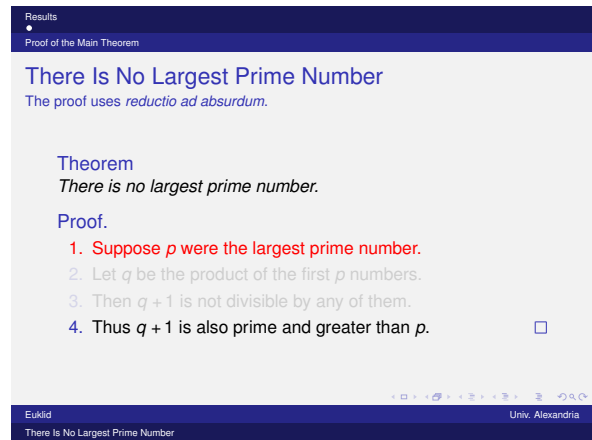 Results
Proof of the Main Theorem
There Is No Largest Prime Number
The proof uses reductio ad absurdum.
Theorem
There is no largest prime number.
Proof.
1. Suppose p were the largest prime number.
2. Let q be the product of the first p numbers.
3. Then q + 1 is not divisible by any of them.
4. Thus q + 1 is also prime and greater than p.
Euklid Univ. Alexandria
There Is No Largest Prime Number